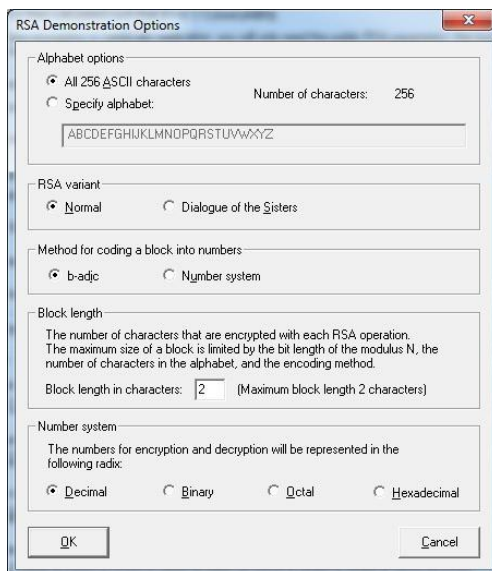 RSA Demonstration Options
Alphabet options
All 256 ASCII characters
Specify alphabet:
Number of characters: 256
ABCDEFGHIJKLMNOPQRSTUVWXYZ
RSA variant
Normal Dialogue of the Sisters
Method for coding a block into numbers
b-adic Number system
Block length
The number of characters that are encrypted with each RSA operation.
The maximum size of a block is limited by the bit length of the modulus N, the
number of characters in the alphabet, and the encoding method.
Block length in characters: 2 (Maximum block length 2 characters)
Number system
The numbers for encryption and decryption will be represented in the
following radix:
Decimal Binary Octal Hexadecimal
OK Cancel